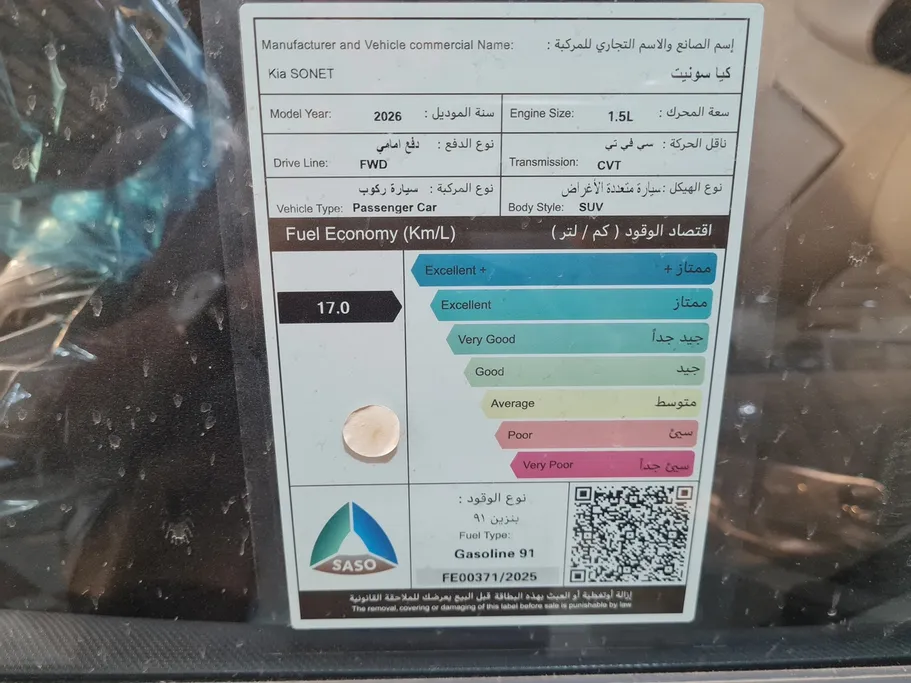 Manufacturer and Vehicle commercial Name: إسم الصانع والاسم التجاري للمركبة :
Kia SONET كيا سونيت
Model Year: 2026 سنة الموديل :
Engine Size: 1.5L سعة المحرك :
نوع الدفع : دفع امامي
Drive Line: FWD
ناقل الحركة : سي في تي
Transmission: CVT
نوع المركبة : سيارة ركوب
Vehicle Type: Passenger Car
نوع الهيكل : سيارة متعددة الأغراض
Body Style: SUV
Fuel Economy (Km/L) اقتصاد الوقود ( كم / لتر )
Excellent + ممتاز +
17.0
Excellent ممتاز
Very Good جيد جداً
Good جيد
Average متوسط
Poor سيئ
Very Poor سيئ جداً
SASO
نوع الوقود :
بنزين ٩١
Fuel Type:
Gasoline 91
FE00371/2025
إزالة أوتغطية أو العبث بهذه البطاقة قبل البيع يعرضك للملاحقة القانونية
The removal, covering or damaging of this label before sale is punishable by law